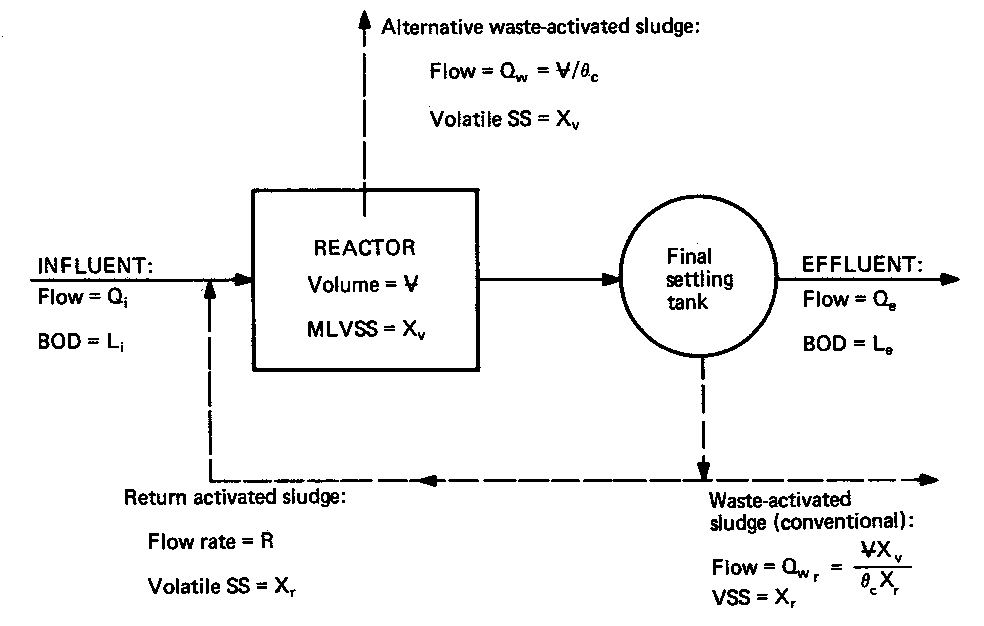 Alternative waste-activated sludge:
Flow = Q_w = V̶/θ_c
Volatile SS = X_v
REACTOR
Volume = V̶
MLVSS = X_v
Final
settling
tank
INFLUENT:
Flow = Q_i
BOD = L_i
EFFLUENT:
Flow = Q_e
BOD = L_e
Return activated sludge:
Flow rate = R
Volatile SS = X_r
Waste-activated
sludge (conventional):
Flow = Q_w_r = V̶X_v / θ_cX_r
VSS = X_r